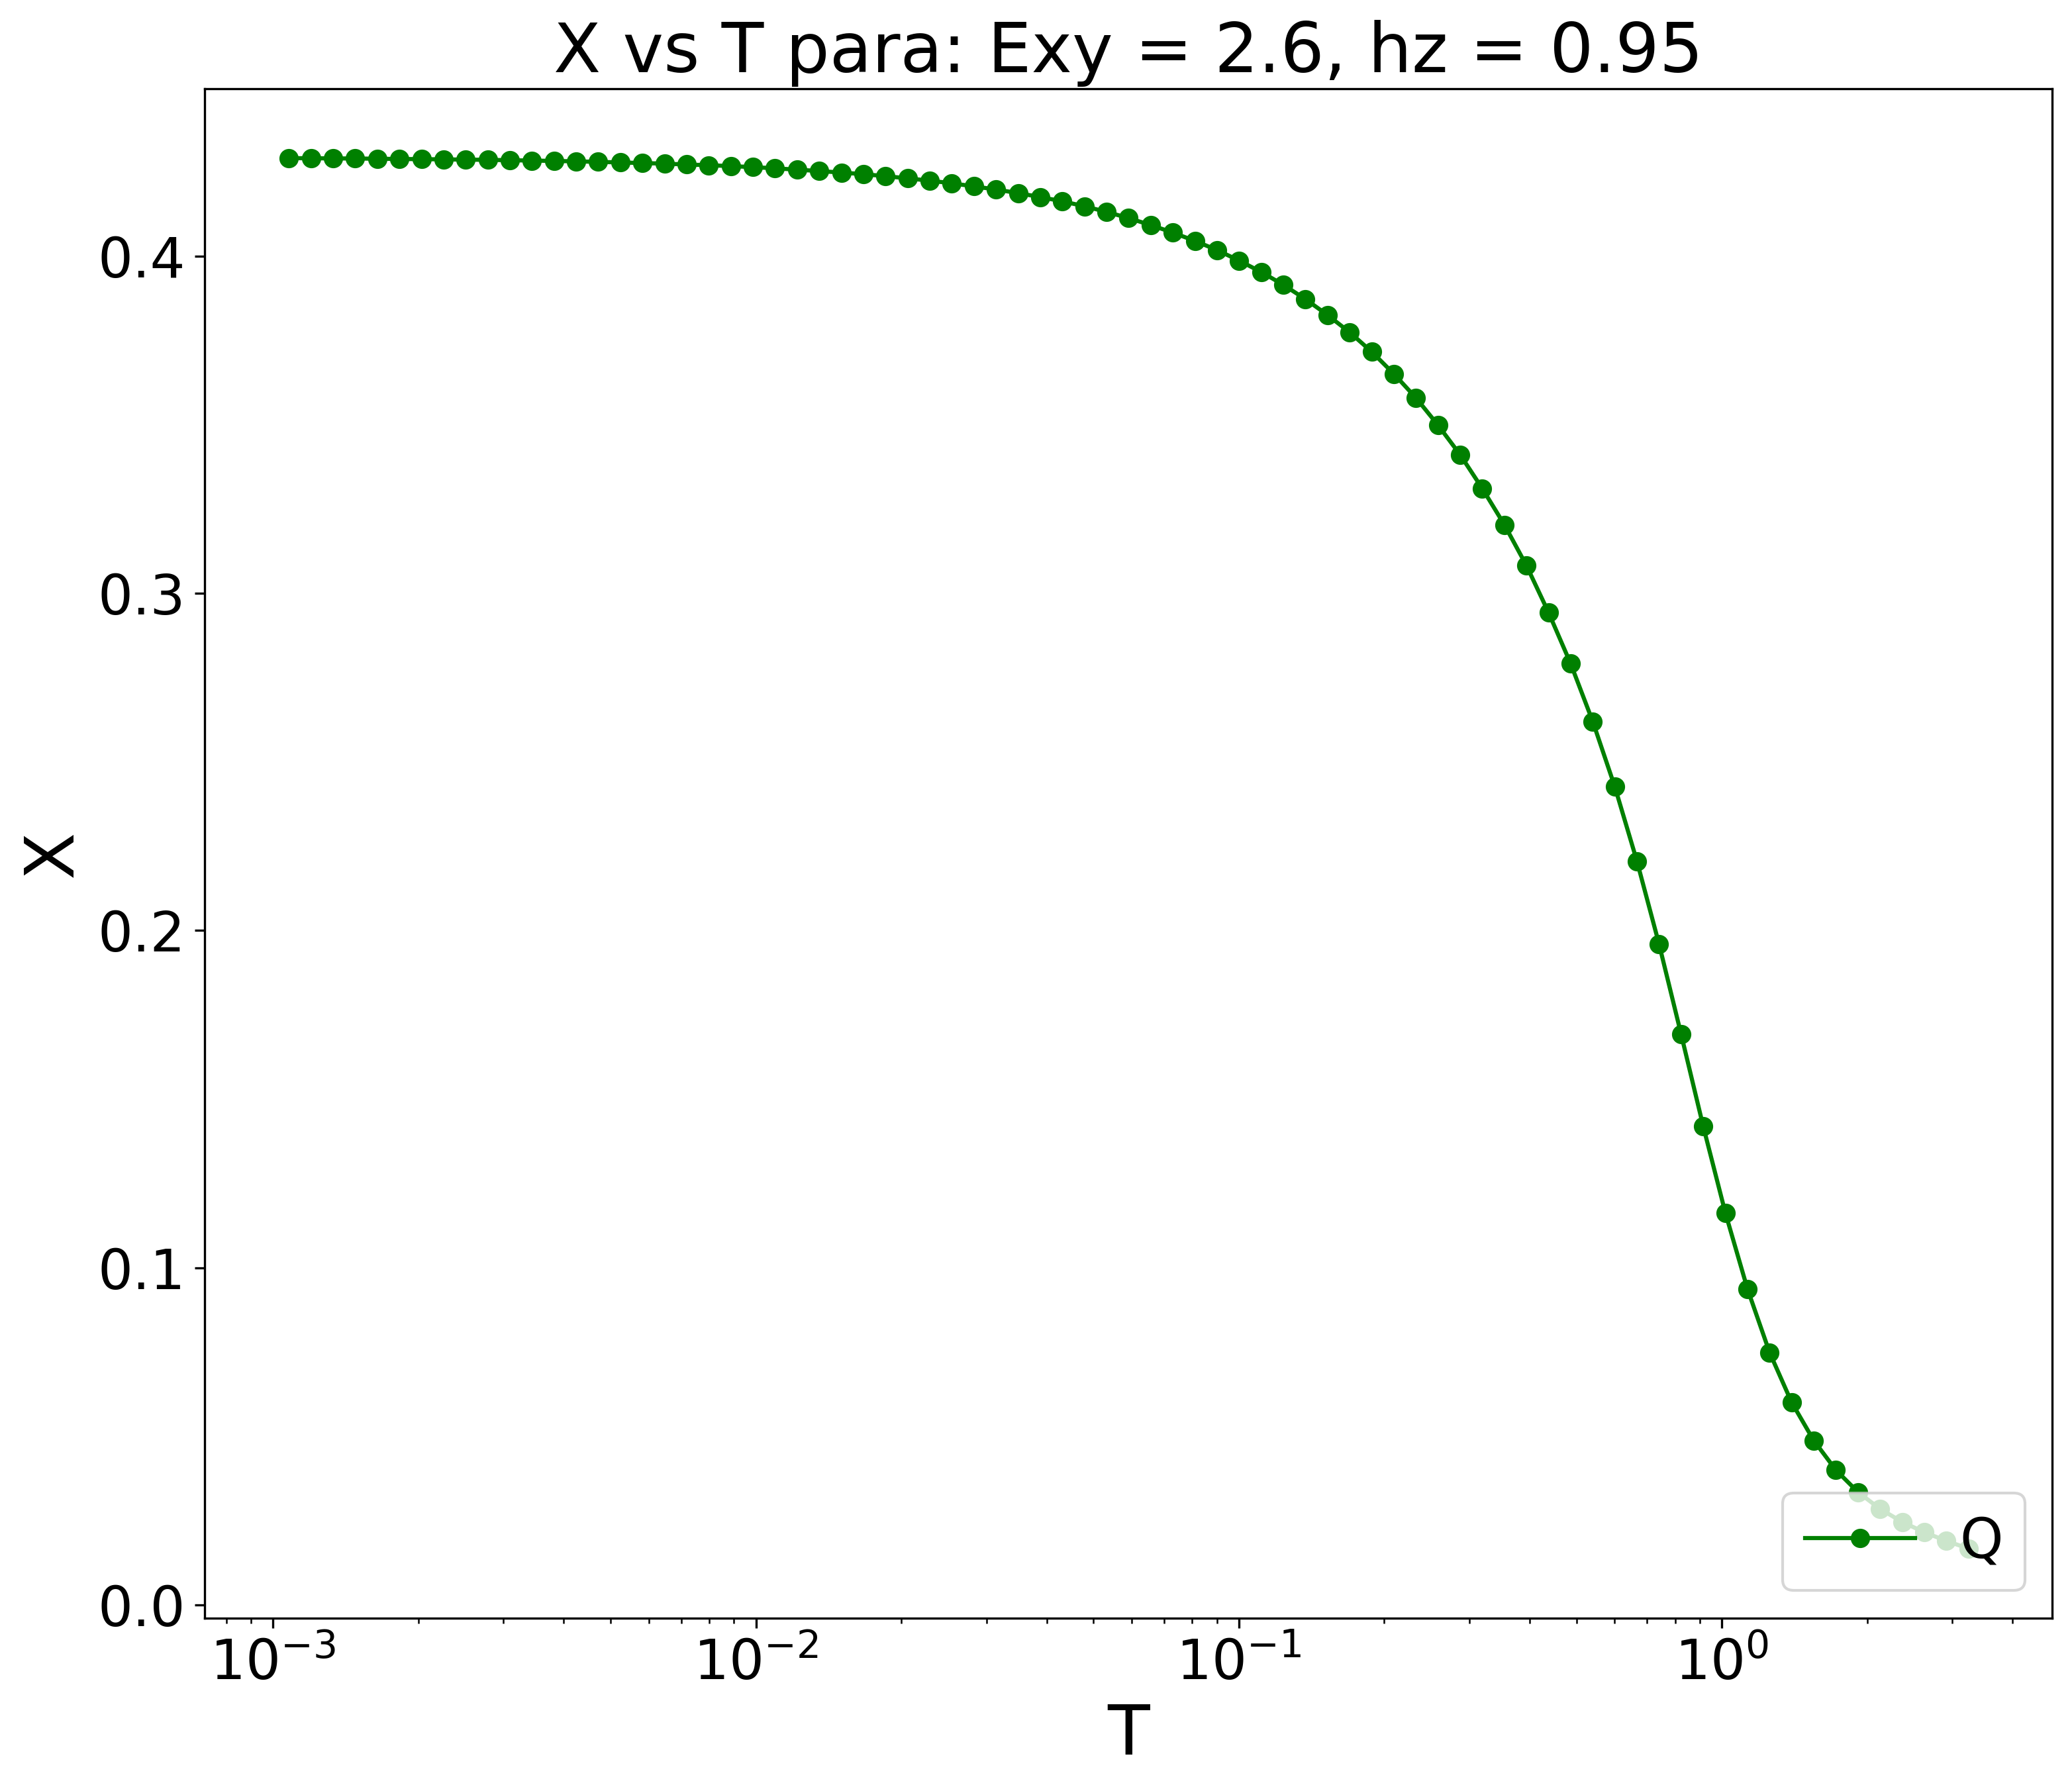 X vs T para: Exy = 2.6, hz = 0.95
X
0.4
0.3
0.2
0.1
0.0
Q
10⁻³ 10⁻² 10⁻¹ 10⁰
T